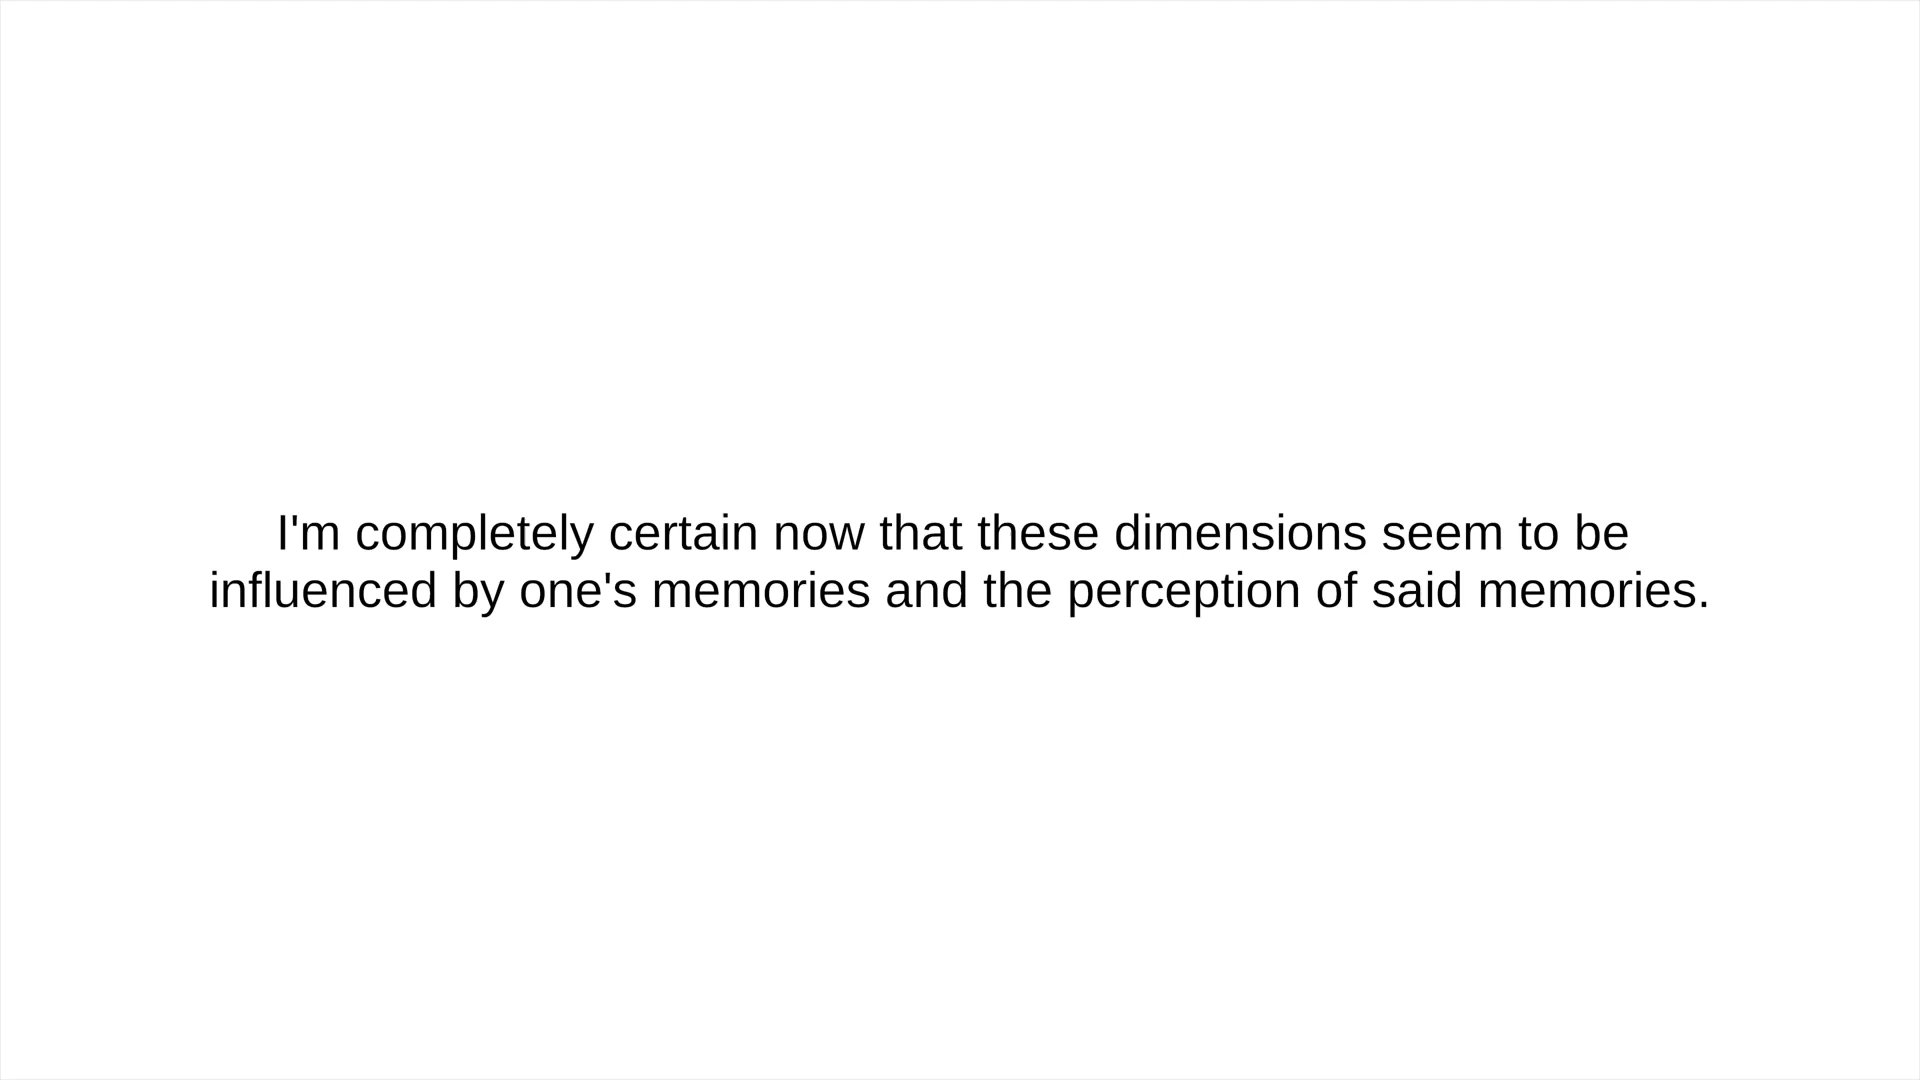 I'm completely certain now that these dimensions seem to be
influenced by one's memories and the perception of said memories.